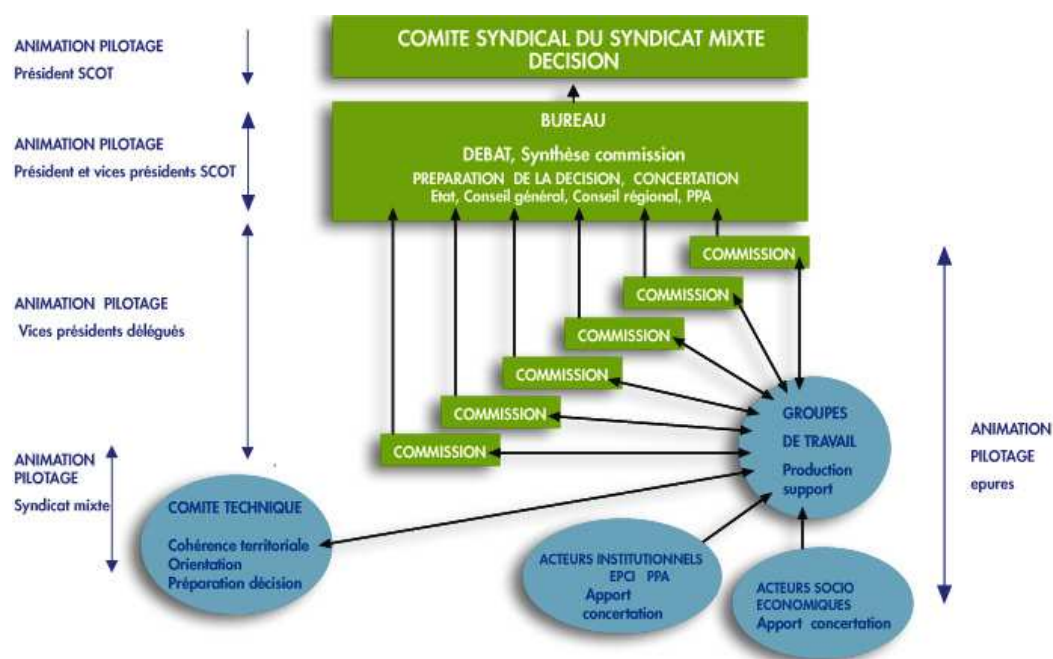 ANIMATION PILOTAGE
Président SCOT
COMITE SYNDICAL DU SYNDICAT MIXTE
DECISION
ANIMATION PILOTAGE
Président et vices présidents SCOT
BUREAU
DEBAT, Synthèse commission
PREPARATION DE LA DECISION, CONCERTATION
Etat, Conseil général, Conseil régional, PPA
ANIMATION PILOTAGE
Vices présidents délégués
COMMISSION
COMMISSION
COMMISSION
COMMISSION
COMMISSION
COMMISSION
GROUPES
DE TRAVAIL
Production
support
ANIMATION
PILOTAGE
epures
ANIMATION
PILOTAGE
Syndicat mixte
COMITE TECHNIQUE
Cohérence territoriale
Orientation
Préparation décision
ACTEURS INSTITUTIONNELS
EPCI PPA
Apport
concertation
ACTEURS SOCIO
ECONOMIQUES
Apport concertation